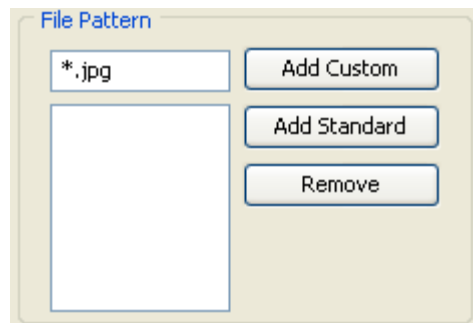 File Pattern
*.jpg
Add Custom
Add Standard
Remove